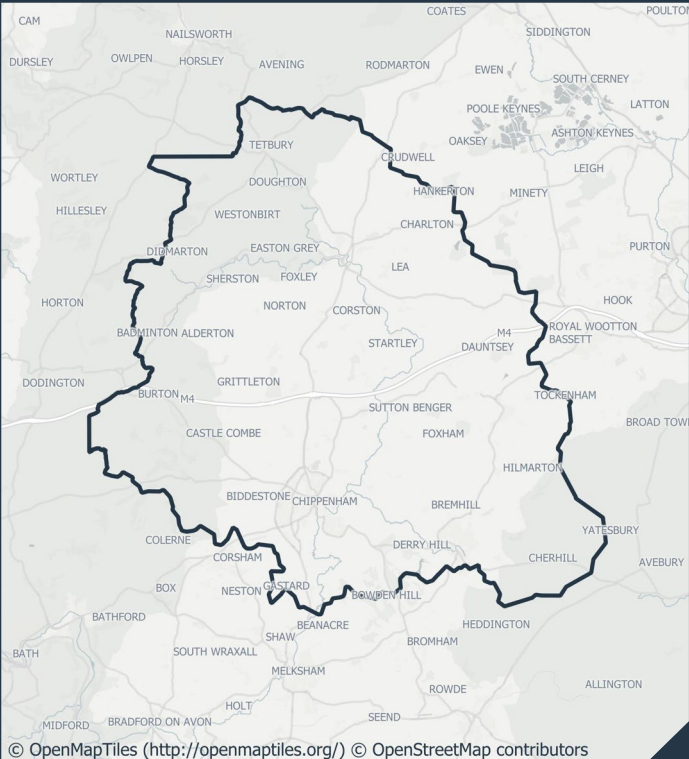 COATES
POULTO
CAM
SIDDINGTON
NAILSWORTH
DURSLEY
OWLPEN
HORSLEY
AVENING
RODMARTON
EWEN
SOUTH CERNEY
POOLE KEYNES
LATTON
ASHTON KEYNES
OAKSEY
TETBURY
CRUDWELL
LEIGH
WORTLEY
DOUGHTON
HANKERTON
MINETY
HILLESLEY
WESTONBIRT
CHARLTON
DIDMARTON
EASTON GREY
PURTON
LEA
SHERSTON
FOXLEY
HORTON
NORTON
CORSTON
HOOK
BADMINTON
ALDERTON
M4
ROYAL WOOTTON
BASSETT
STARTLEY
DAUNTSEY
DODINGTON
GRITTLETON
BURTON
M4
TOCKENHAM
SUTTON BENGER
BROAD TOW
CASTLE COMBE
FOXHAM
HILMARTON
BIDDESTONE
CHIPPENHAM
BREMHILL
YATESBURY
COLERNE
DERRY HILL
CORSHAM
CHERHILL
AVEBURY
BOX
NESTON
GASTARD
BOWDEN HILL
BATHFORD
BEANACRE
HEDDINGTON
SHAW
BROMHAM
BATH
SOUTH WRAXALL
MELKSHAM
ALLINGTON
ROWDE
HOLT
MIDFORD
BRADFORD ON AVON
SEEND
© OpenMapTiles (http://openmaptiles.org/) © OpenStreetMap contributors